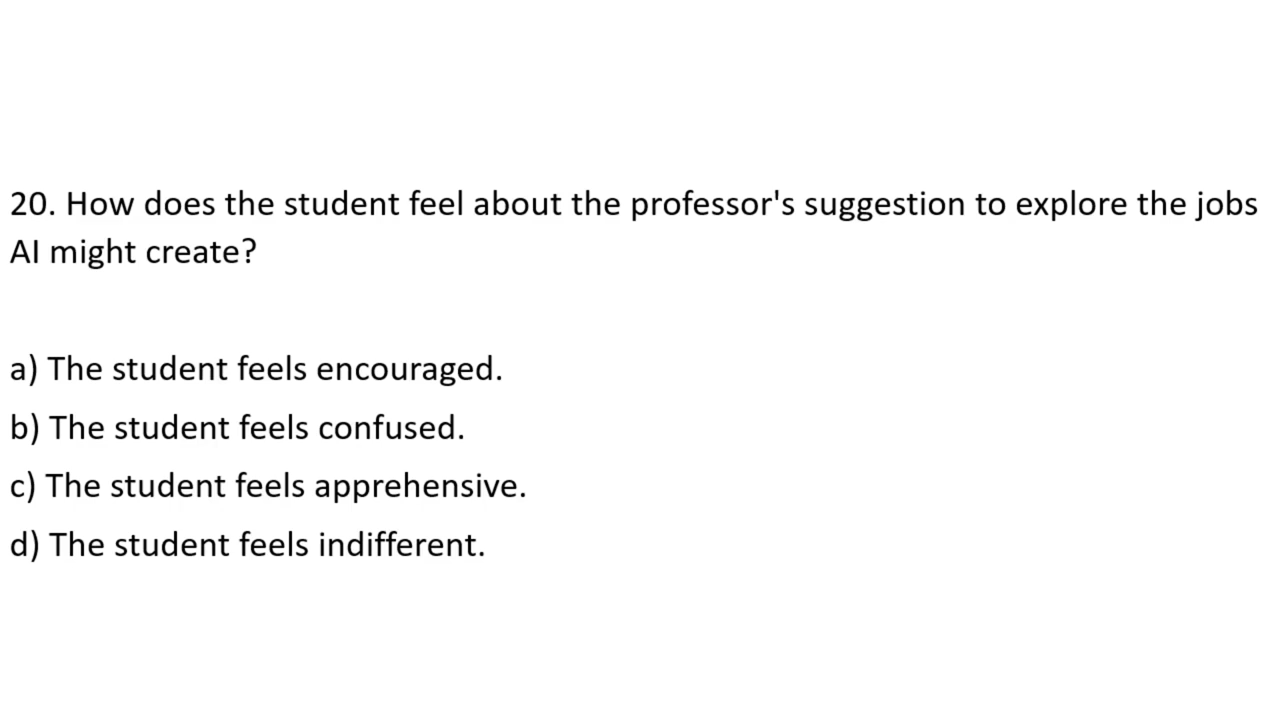 20. How does the student feel about the professor's suggestion to explore the jobs
AI might create?
a) The student feels encouraged.
b) The student feels confused.
c) The student feels apprehensive.
d) The student feels indifferent.